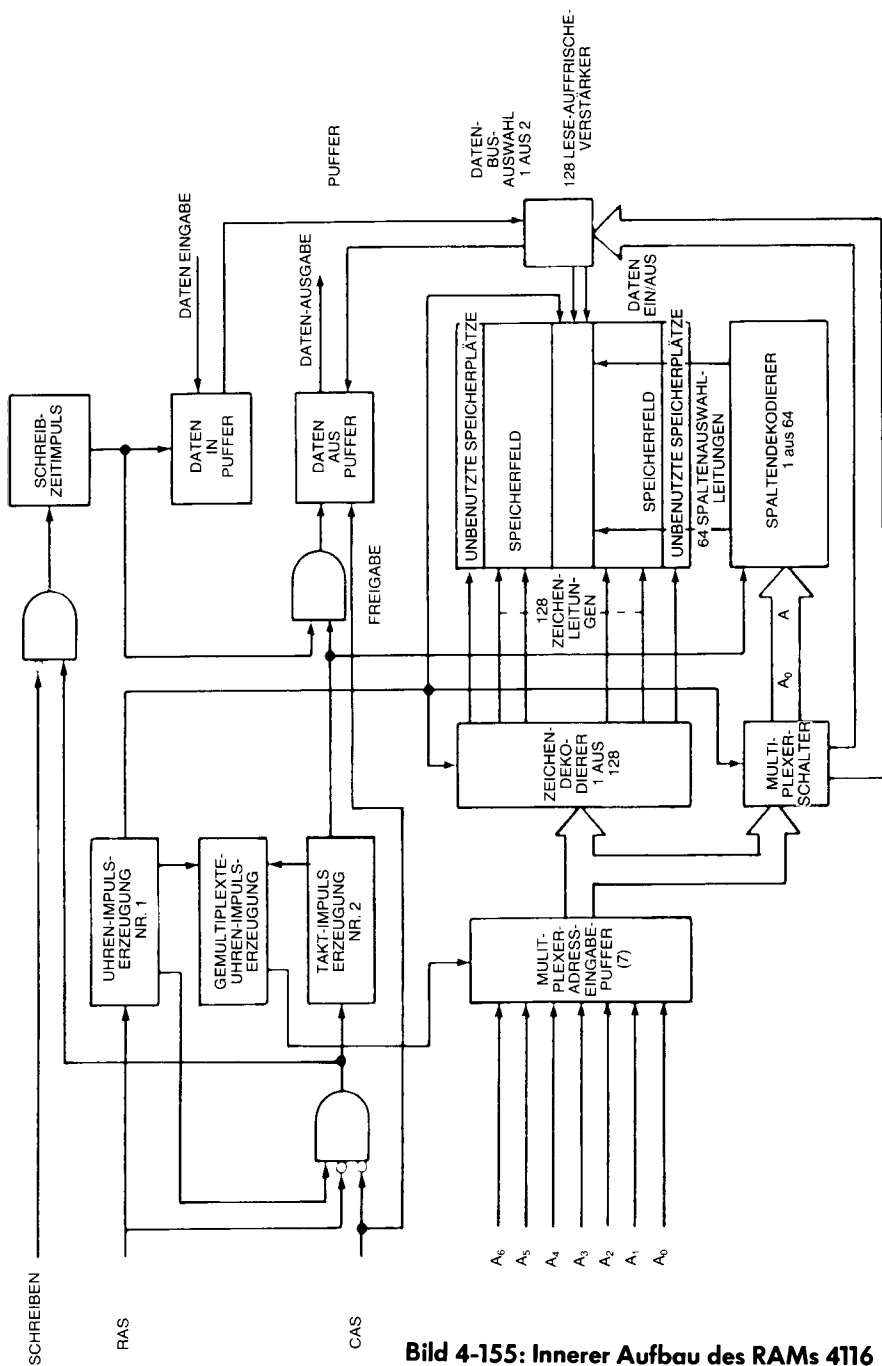 SCHREIBEN
RAS
CAS
UHREN-IMPULS-
ERZEUGUNG
NR. 1
GEMULTIPLEXTE-
UHREN-IMPULS-
ERZEUGUNG
TAKT-IMPULS
ERZEUGUNG
NR. 2
SCHREIB-
ZEITIMPULS
DATEN EINGABE
DATEN
IN
PUFFER
DATEN-AUSGABE
DATEN
AUS
PUFFER
PUFFER
FREIGABE
DATEN-
BUS-
AUSWAHL
1 AUS 2
128 LESE-AUFFRISCHE-
VERSTÄRKER
A₆
A₅
A₄
A₃
A₂
A₁
A₀
MULIT-
PLEXER-
ADRESS-
EINGABE-
PUFFER
(7)
ZEICHEN-
DEKO-
DIERER
1 AUS
128
128
ZEICHEN-
LEITUN-
GEN
UNBENUTZTE SPEICHERPLÄTZE
SPEICHERFELD
DATEN
EIN/AUS
SPEICHERFELD
UNBENUTZTE SPEICHERPLÄTZE
64 SPALTENAUSWAHL-
LEITUNGEN
MULTI-
PLEXER-
SCHALTER
A₀
A
SPALTENDEKODIERER
1 aus 64
Bild 4-155: Innerer Aufbau des RAMs 4116